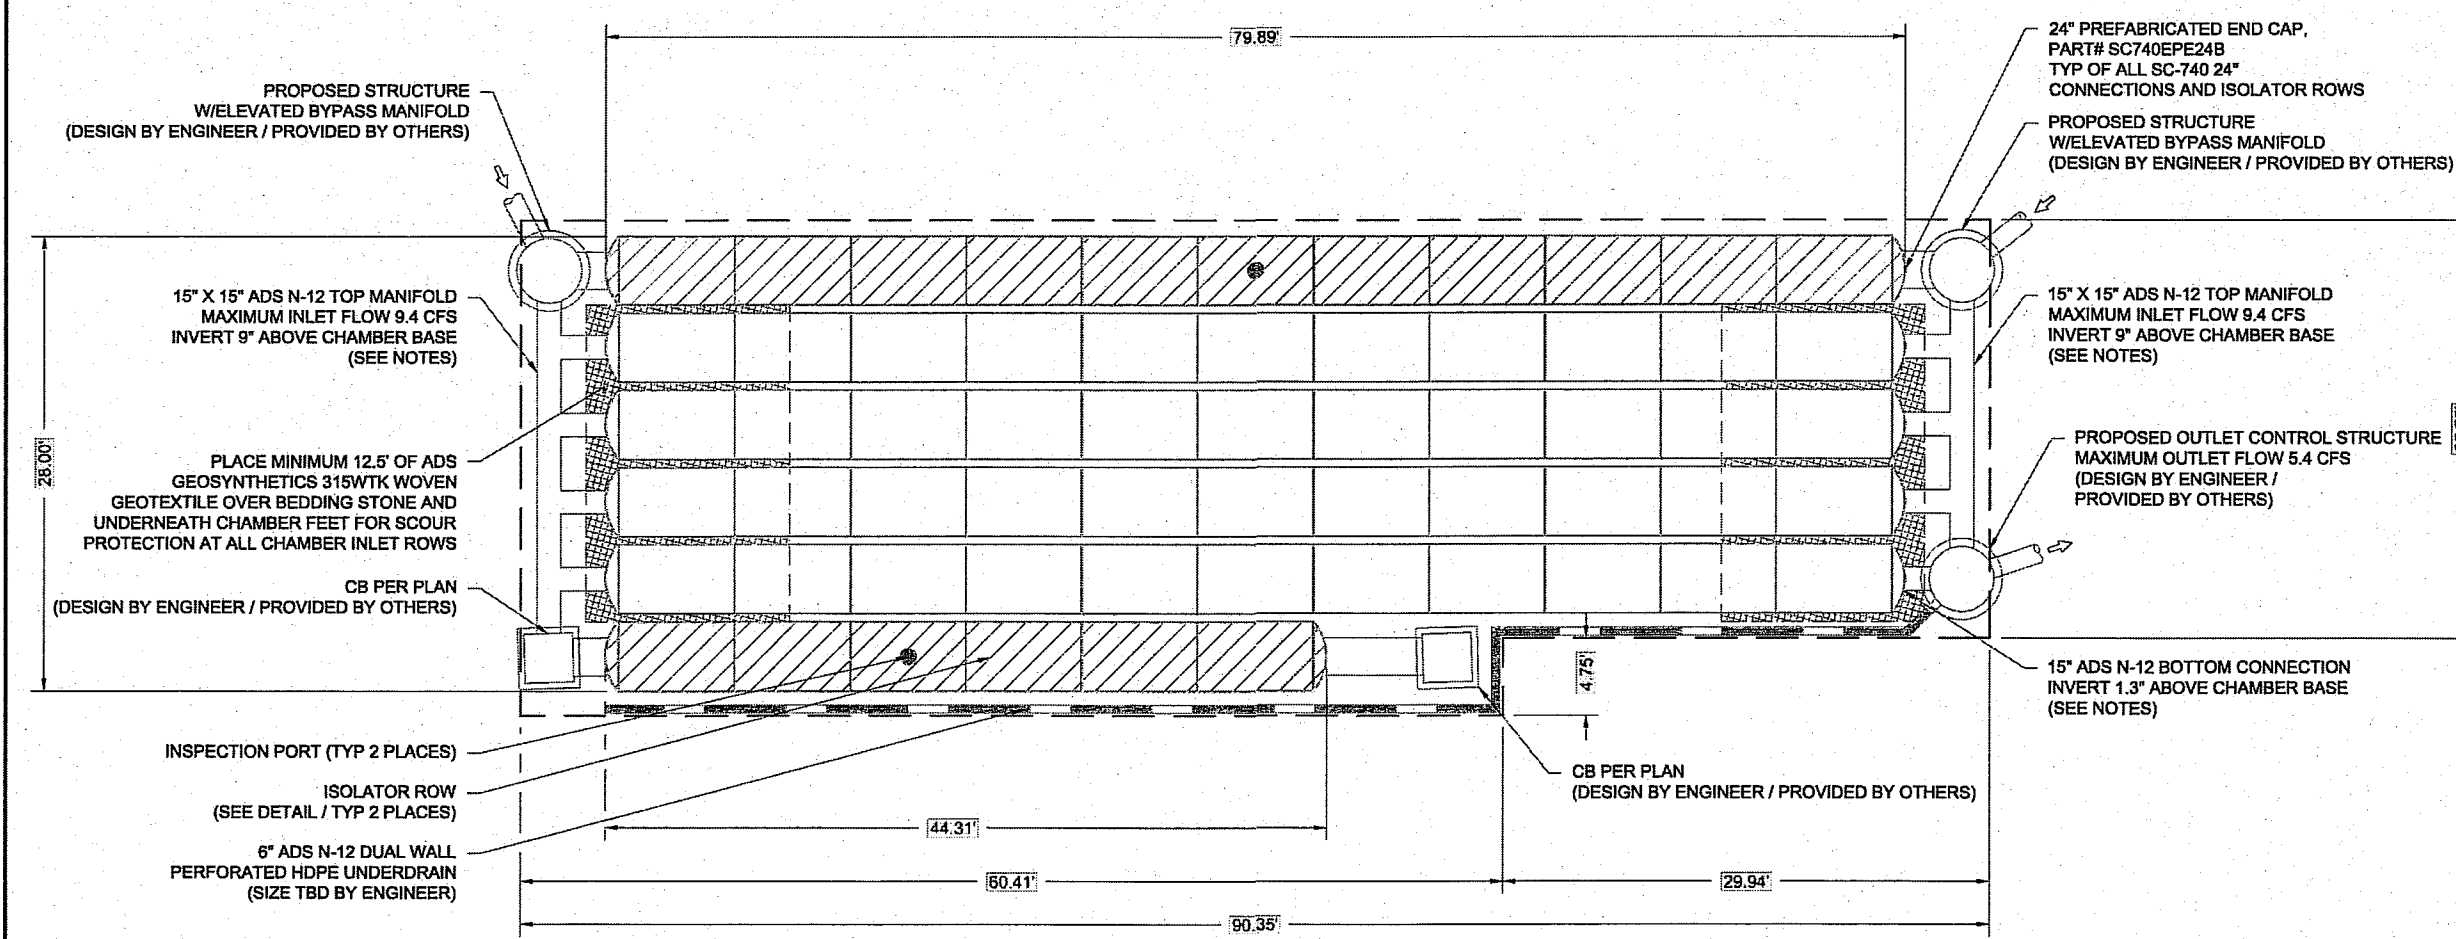 79.89'
PROPOSED STRUCTURE
W/ELEVATED BYPASS MANIFOLD
(DESIGN BY ENGINEER / PROVIDED BY OTHERS)
24" PREFABRICATED END CAP,
PART# SC740EPE24B
TYP OF ALL SC-740 24"
CONNECTIONS AND ISOLATOR ROWS
PROPOSED STRUCTURE
W/ELEVATED BYPASS MANIFOLD
(DESIGN BY ENGINEER / PROVIDED BY OTHERS)
15" X 15" ADS N-12 TOP MANIFOLD
MAXIMUM INLET FLOW 9.4 CFS
INVERT 9" ABOVE CHAMBER BASE
(SEE NOTES)
15" X 15" ADS N-12 TOP MANIFOLD
MAXIMUM INLET FLOW 9.4 CFS
INVERT 9" ABOVE CHAMBER BASE
(SEE NOTES)
28.00'
PLACE MINIMUM 12.5' OF ADS
GEOSYNTHETICS 315WTK WOVEN
GEOTEXTILE OVER BEDDING STONE AND
UNDERNEATH CHAMBER FEET FOR SCOUR
PROTECTION AT ALL CHAMBER INLET ROWS
PROPOSED OUTLET CONTROL STRUCTURE
MAXIMUM OUTLET FLOW 5.4 CFS
(DESIGN BY ENGINEER /
PROVIDED BY OTHERS)
CB PER PLAN
(DESIGN BY ENGINEER / PROVIDED BY OTHERS)
4.75'
15" ADS N-12 BOTTOM CONNECTION
INVERT 1.3" ABOVE CHAMBER BASE
(SEE NOTES)
INSPECTION PORT (TYP 2 PLACES)
ISOLATOR ROW
(SEE DETAIL / TYP 2 PLACES)
CB PER PLAN
(DESIGN BY ENGINEER / PROVIDED BY OTHERS)
44.31'
6" ADS N-12 DUAL WALL
PERFORATED HDPE UNDERDRAIN
(SIZE TBD BY ENGINEER)
60.41'
29.94'
90.35'